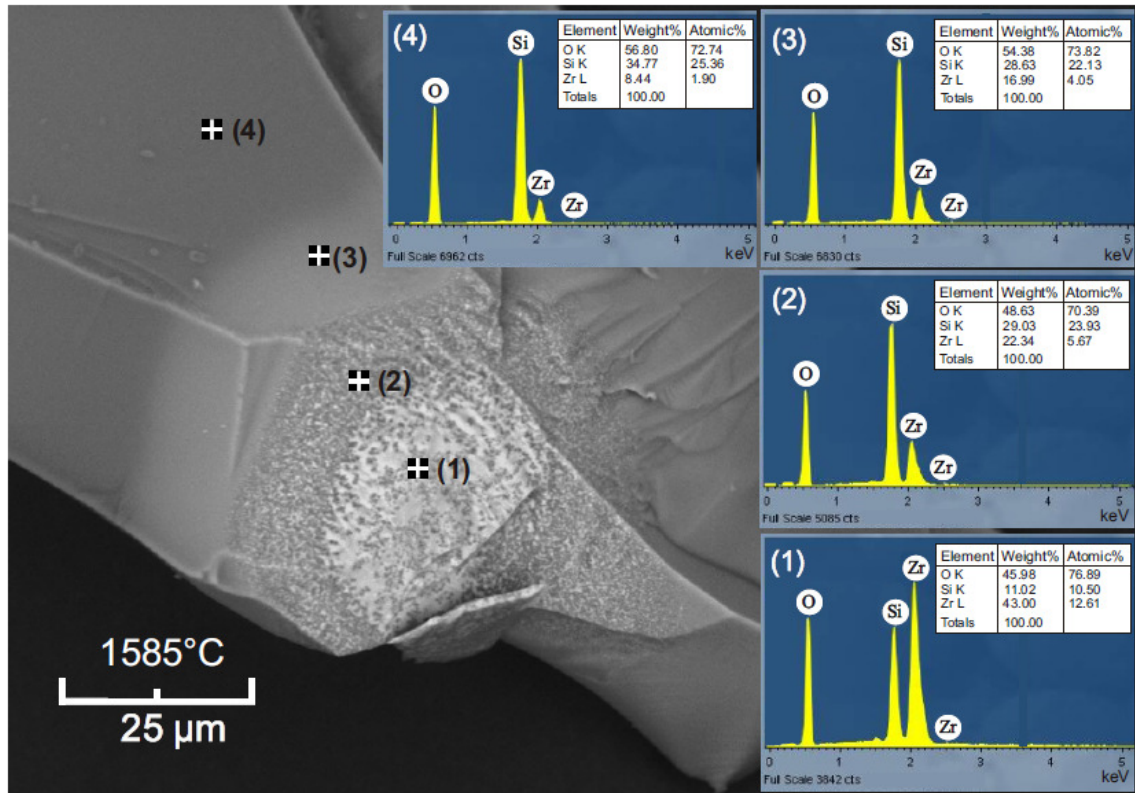 (4)
Si
O
Zr
Zr
Element Weight% Atomic%
O K 56.80 72.74
Si K 34.77 25.36
Zr L 8.44 1.90
Totals 100.00
0 1 2 3 4 5
Full Scale 6962 cts
keV
(3)
Si
O
Zr
Zr
Element Weight% Atomic%
O K 54.38 73.82
Si K 28.63 22.13
Zr L 16.99 4.05
Totals 100.00
0 1 2 3 4 5
Full Scale 6830 cts
keV
(4)
(3)
(2)
(1)
(2)
Si
O
Zr
Zr
Element Weight% Atomic%
O K 48.63 70.39
Si K 29.03 23.93
Zr L 22.34 5.67
Totals 100.00
0 1 2 3 4 5
Full Scale 5085 cts
keV
(1)
Zr
O
Si
Zr
Element Weight% Atomic%
O K 45.98 76.89
Si K 11.02 10.50
Zr L 43.00 12.61
Totals 100.00
0 1 2 3 4 5
Full Scale 3842 cts
keV
1585°C
25 µm